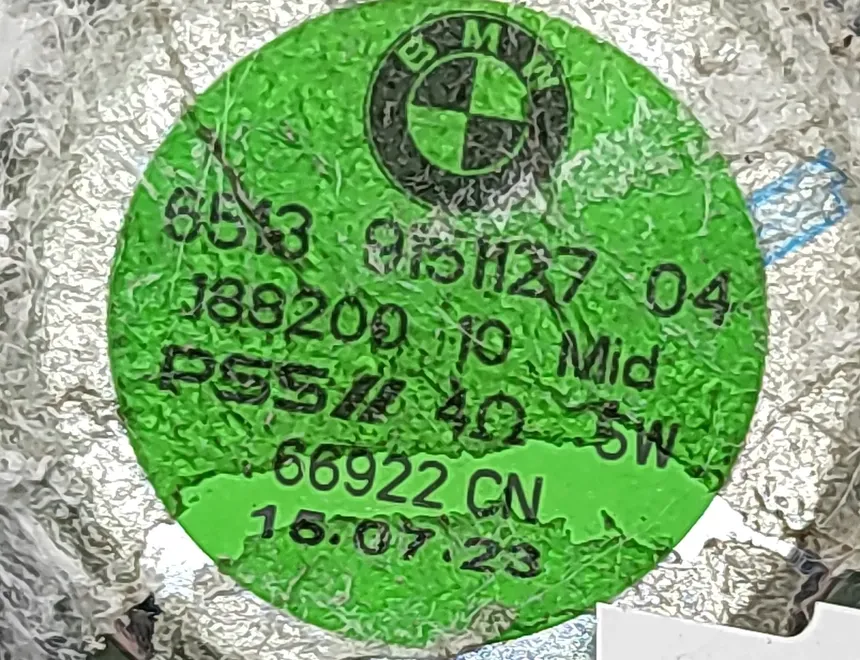 BMW
6513 9151127 04
188200 10 Mid
PSS// 4Ω 5W
66922 CN
15.07.23